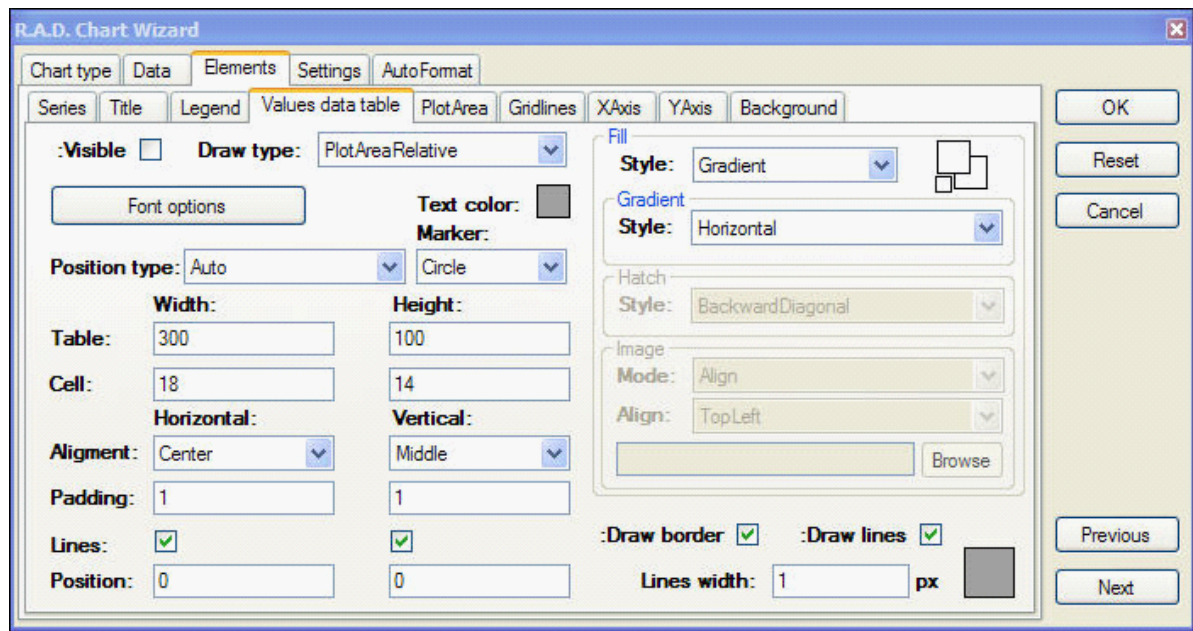 R.A.D. Chart Wizard
Chart type Data Elements Settings AutoFormat
Series Title Legend Values data table PlotArea Gridlines XAxis YAxis Background
:Visible Draw type: PlotAreaRelative
Font options
Text color:
Marker:
Position type: Auto Circle
Width: Height:
Table: 300 100
Cell: 18 14
Horizontal: Vertical:
Aligment: Center Middle
Padding: 1 1
Lines:
Position: 0 0
Fill
Style: Gradient
Gradient
Style: Horizontal
Hatch
Style: BackwardDiagonal
Image
Mode: Align
Align: TopLeft
Browse
:Draw border :Draw lines
Lines width: 1 px
OK
Reset
Cancel
Previous
Next